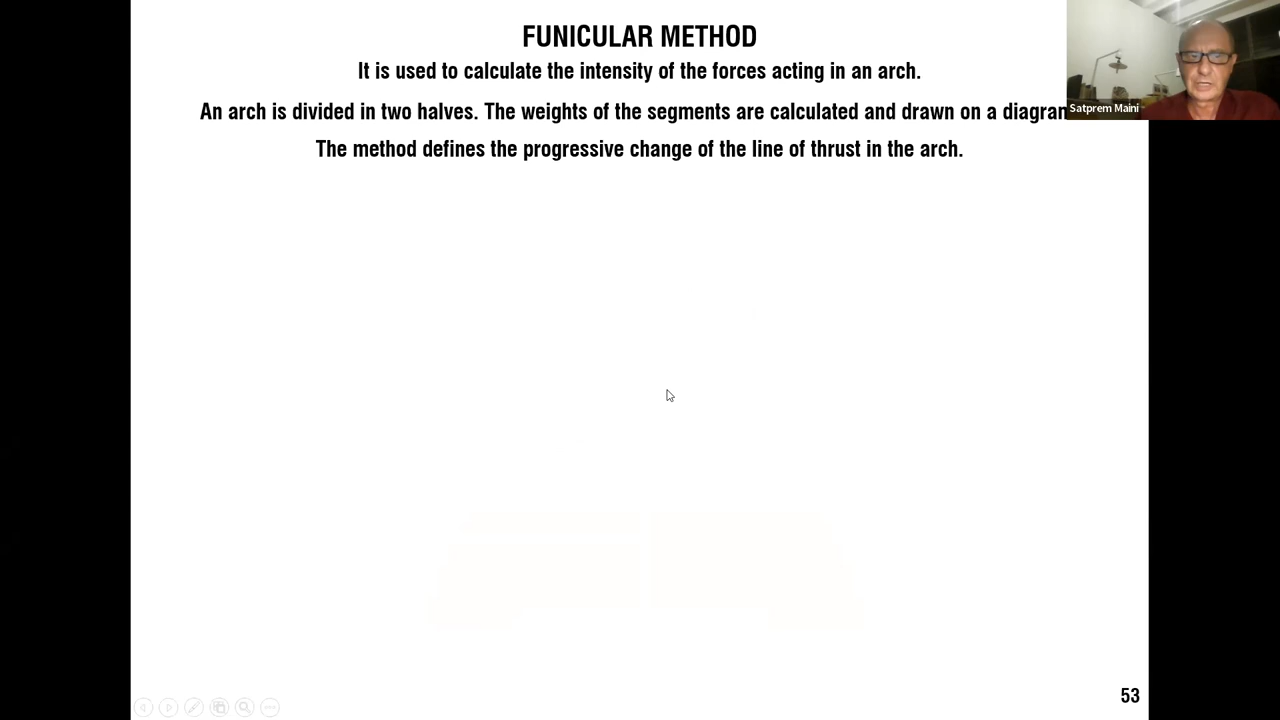 FUNICULAR METHOD
It is used to calculate the intensity of the forces acting in an arch.
An arch is divided in two halves. The weights of the segments are calculated and drawn on a
The method defines the progressive change of the line of thrust in the arch.
Satprem Maini
53